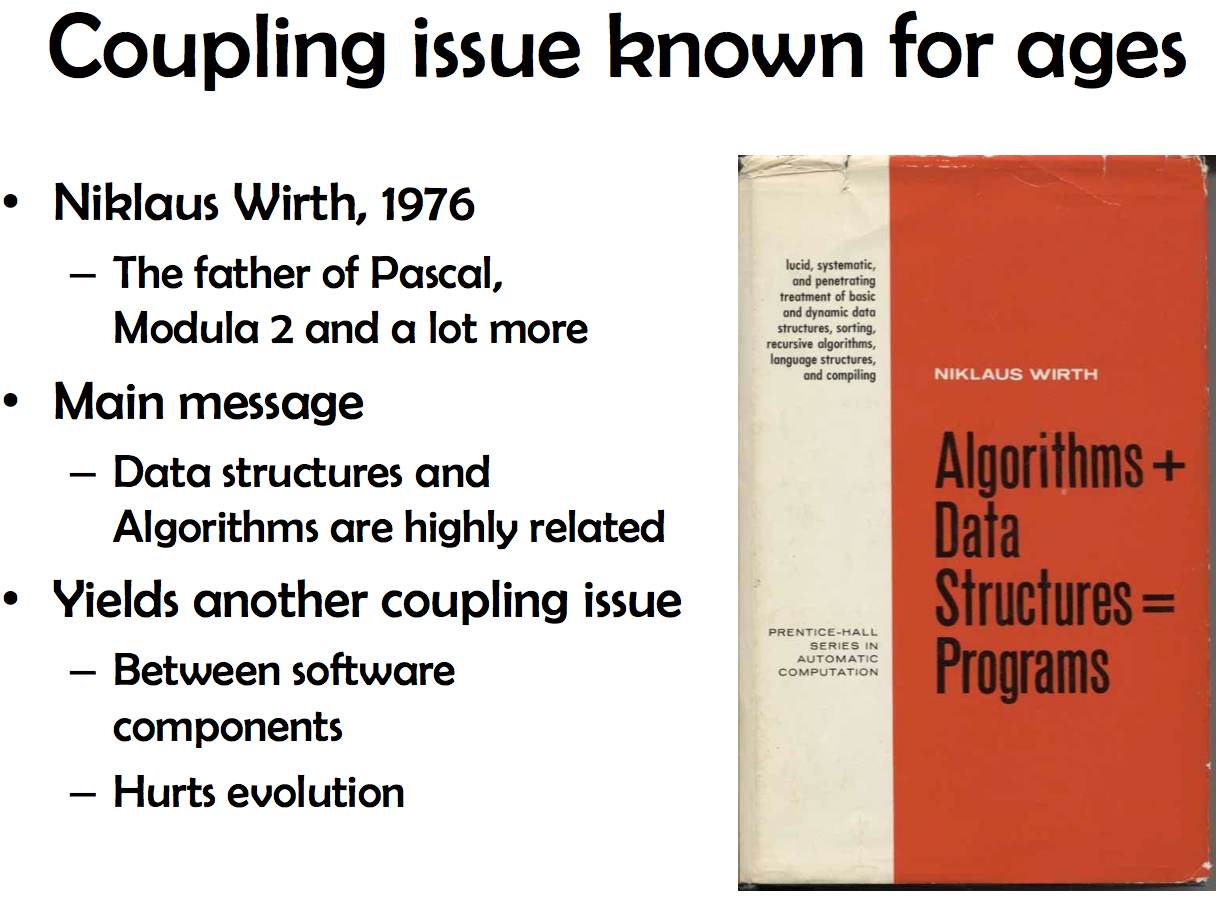 Coupling issue known for ages
• Niklaus Wirth, 1976
– The father of Pascal,
Modula 2 and a lot more
• Main message
– Data structures and
Algorithms are highly related
• Yields another coupling issue
– Between software
components
– Hurts evolution
lucid, systematic,
and penetrating
treatment of basic
and dynamic data
structures, sorting,
recursive algorithms,
language structures,
and compiling
PRENTICE-HALL
SERIES IN
AUTOMATIC
COMPUTATION
NIKLAUS WIRTH
Algorithms +
Data
Structures =
Programs